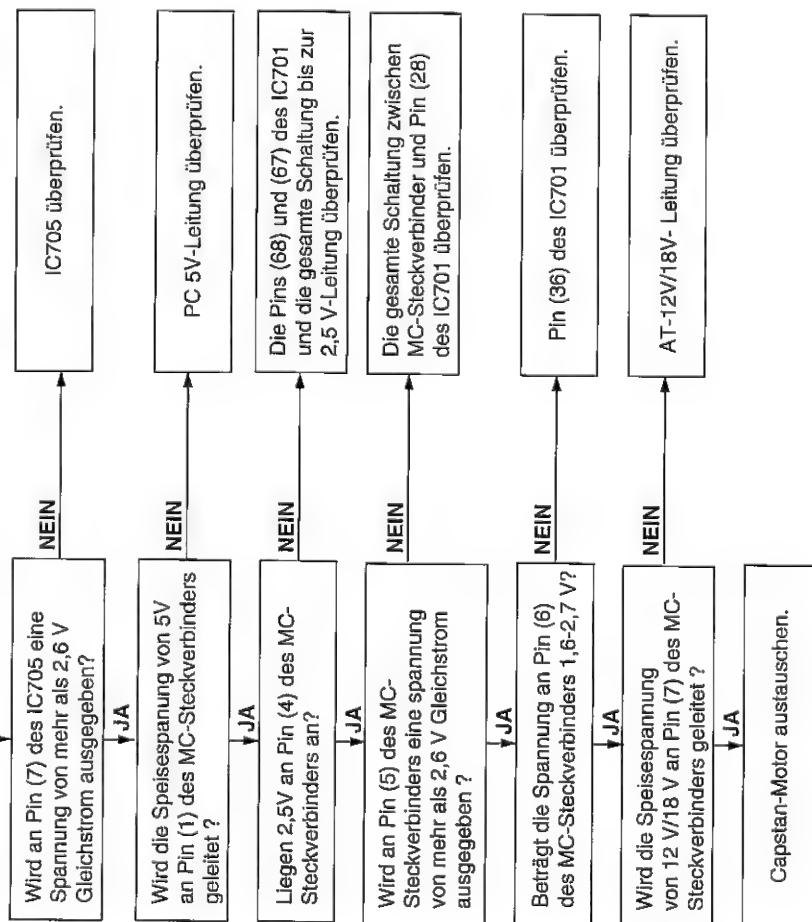 Wird an Pin (7) des IC705 eine
Spannung von mehr als 2,6 V
Gleichstrom ausgegeben?
NEIN
IC705 überprüfen.
JA
Wird die Speisespannung von 5V
an Pin (1) des MC-Steckverbinders
geleitet ?
NEIN
PC 5V-Leitung überprüfen.
JA
Liegen 2,5V an Pin (4) des MC-
Steckverbinders an?
NEIN
Die Pins (68) und (67) des IC701
und die gesamte Schaltung bis zur
2,5 V-Leitung überprüfen.
JA
Wird an Pin (5) des MC-
Steckverbinders eine spannung
von mehr als 2,6 V Gleichstrom
ausgegeben ?
NEIN
Die gesamte Schaltung zwischen
MC-Steckverbinder und Pin (28)
des IC701 überprüfen.
JA
Beträgt die Spannung an Pin (6)
des MC-Steckverbinders 1,6-2,7 V?
NEIN
Pin (36) des IC701 überprüfen.
JA
Wird die Speisespannung
von 12 V/18 V an Pin (7) des MC-
Steckverbinders geleitet ?
NEIN
AT-12V/18V- Leitung überprüfen.
JA
Capstan-Motor austauschen.